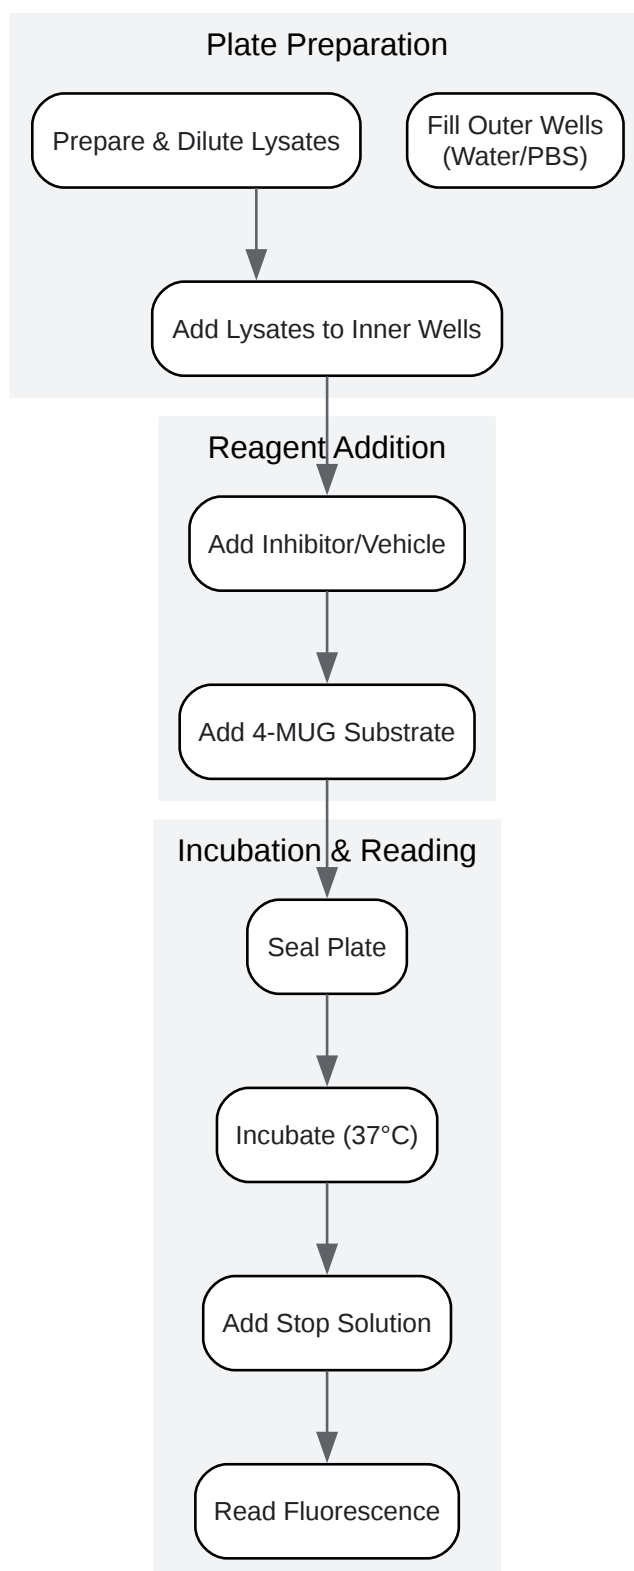 Plate Preparation
Prepare & Dilute Lysates
Fill Outer Wells
(Water/PBS)
Add Lysates to Inner Wells
Reagent Addition
Add Inhibitor/Vehicle
Add 4-MUG Substrate
Incubation & Reading
Seal Plate
Incubate (37°C)
Add Stop Solution
Read Fluorescence